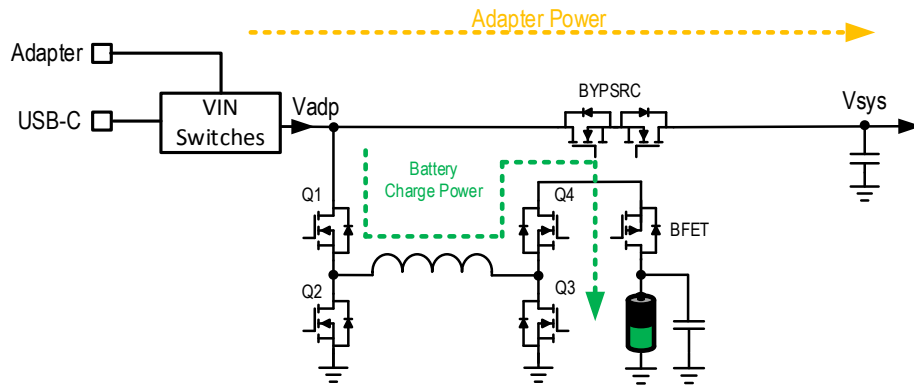 Adapter Power
Adapter
BYPSRC
USB-C
VIN
Switches
Vadp
Vsys
Battery
Charge Power
Q1
Q4
BFET
Q2
Q3